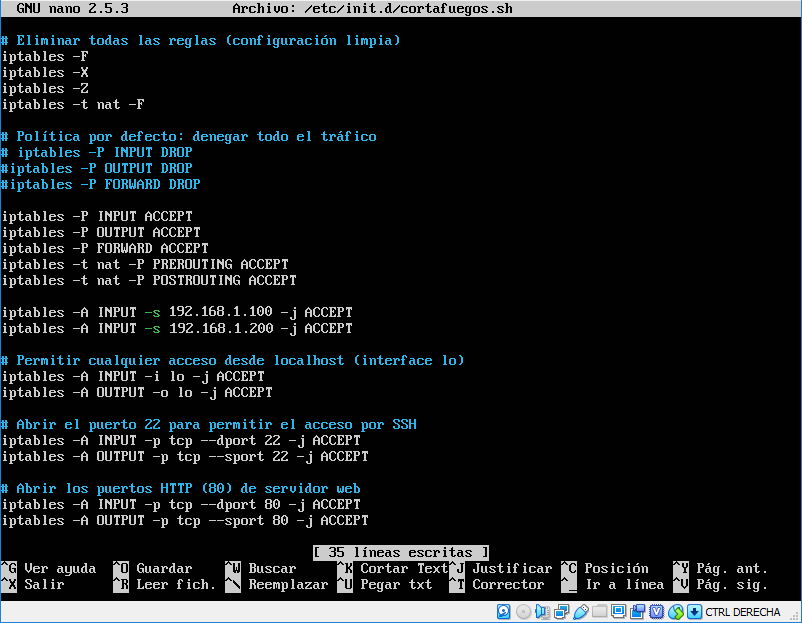 GNU nano 2.5.3 Archivo: /etc/init.d/cortafuegos.sh
# Eliminar todas las reglas (configuración limpia)
iptables -F
iptables -X
iptables -Z
iptables -t nat -F
# Política por defecto: denegar todo el tráfico
# iptables -P INPUT DROP
#iptables -P OUTPUT DROP
#iptables -P FORWARD DROP
iptables -P INPUT ACCEPT
iptables -P OUTPUT ACCEPT
iptables -P FORWARD ACCEPT
iptables -t nat -P PREROUTING ACCEPT
iptables -t nat -P POSTROUTING ACCEPT
iptables -A INPUT -s 192.168.1.100 -j ACCEPT
iptables -A INPUT -s 192.168.1.200 -j ACCEPT
# Permitir cualquier acceso desde localhost (interface lo)
iptables -A INPUT -i lo -j ACCEPT
iptables -A OUTPUT -o lo -j ACCEPT
# Abrir el puerto 22 para permitir el acceso por SSH
iptables -A INPUT -p tcp --dport 22 -j ACCEPT
iptables -A OUTPUT -p tcp --sport 22 -j ACCEPT
# Abrir los puertos HTTP (80) de servidor web
iptables -A INPUT -p tcp --dport 80 -j ACCEPT
iptables -A OUTPUT -p tcp --sport 80 -j ACCEPT
[ 35 líneas escritas ]
^G Ver ayuda ^O Guardar ^W Buscar ^K Cortar Text ^J Justificar ^C Posición ^Y Pág. ant.
^X Salir ^R Leer fich. ^\ Reemplazar ^U Pegar txt ^T Corrector ^_ Ir a línea ^V Pág. sig.
CTRL DERECHA